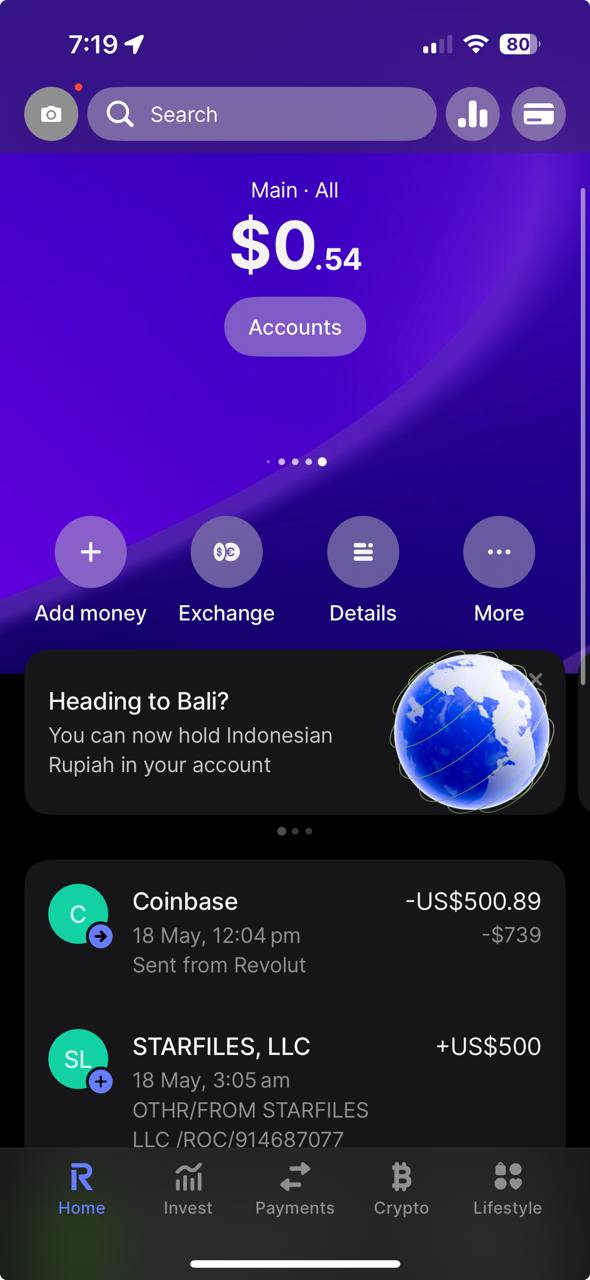 7:19
80
Search
Main · All
$0.54
Accounts
Add money
Exchange
Details
More
Heading to Bali?
You can now hold Indonesian
Rupiah in your account
C
Coinbase
-US$500.89
18 May, 12:04 pm
-$739
Sent from Revolut
SL
STARFILES, LLC
+US$500
18 May, 3:05 am
OTHR/FROM STARFILES
LLC /ROC/914687077
Home
Invest
Payments
Crypto
Lifestyle